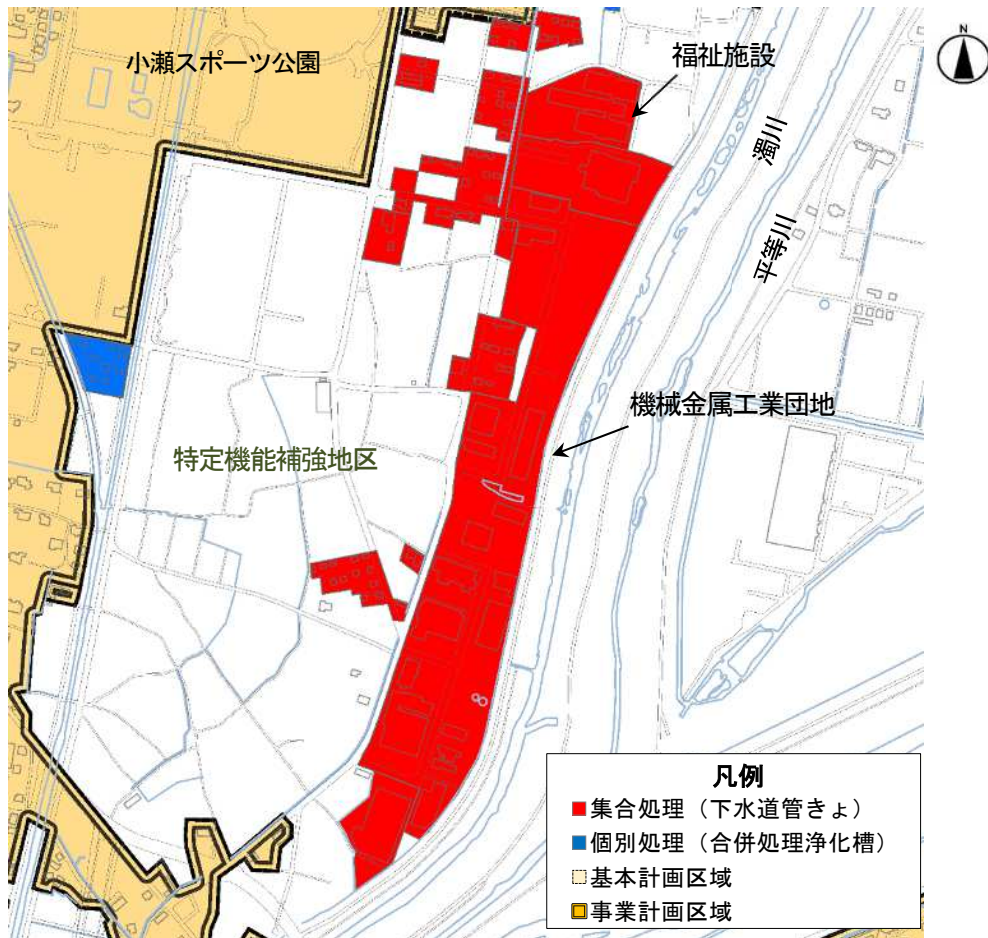 N
小瀬スポーツ公園
福祉施設
濁川
平等川
機械金属工業団地
特定機能補強地区
凡例
集合処理（下水道管きょ）
個別処理（合併処理浄化槽）
基本計画区域
事業計画区域